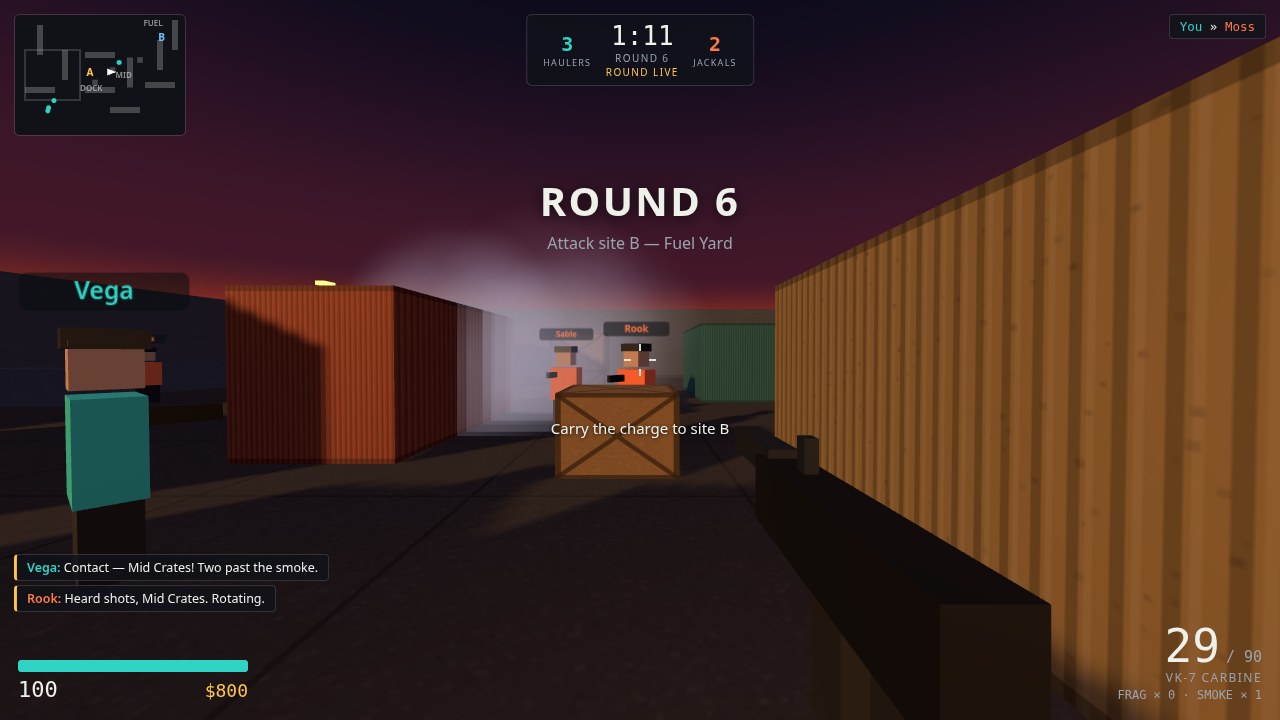 FUEL
B
A
MID
DOCK
3
HAULERS
1:11
ROUND 6
ROUND LIVE
2
JACKALS
You » Moss
ROUND 6
Attack site B — Fuel Yard
Vega
Sable
Rook
Carry the charge to site B
Vega: Contact — Mid Crates! Two past the smoke.
Rook: Heard shots, Mid Crates. Rotating.
100
$800
29 / 90
VK-7 CARBINE
FRAG × 0 · SMOKE × 1